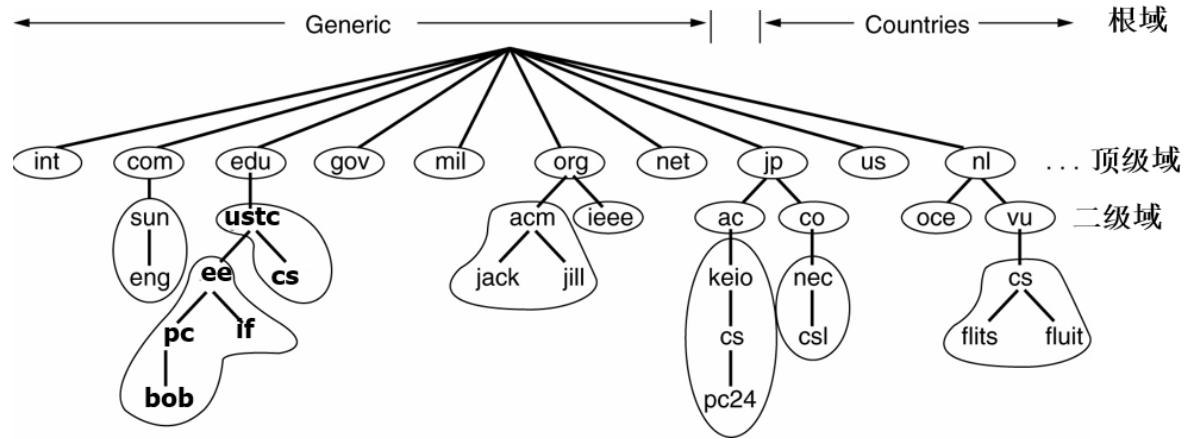 Generic Countries 根域
int com edu gov mil org net jp us nl ... 顶级域
sun ustc acm ieee ac co oce vu 二级域
eng ee cs jack jill keio nec cs
pc if cs csl flits fluit
bob pc24